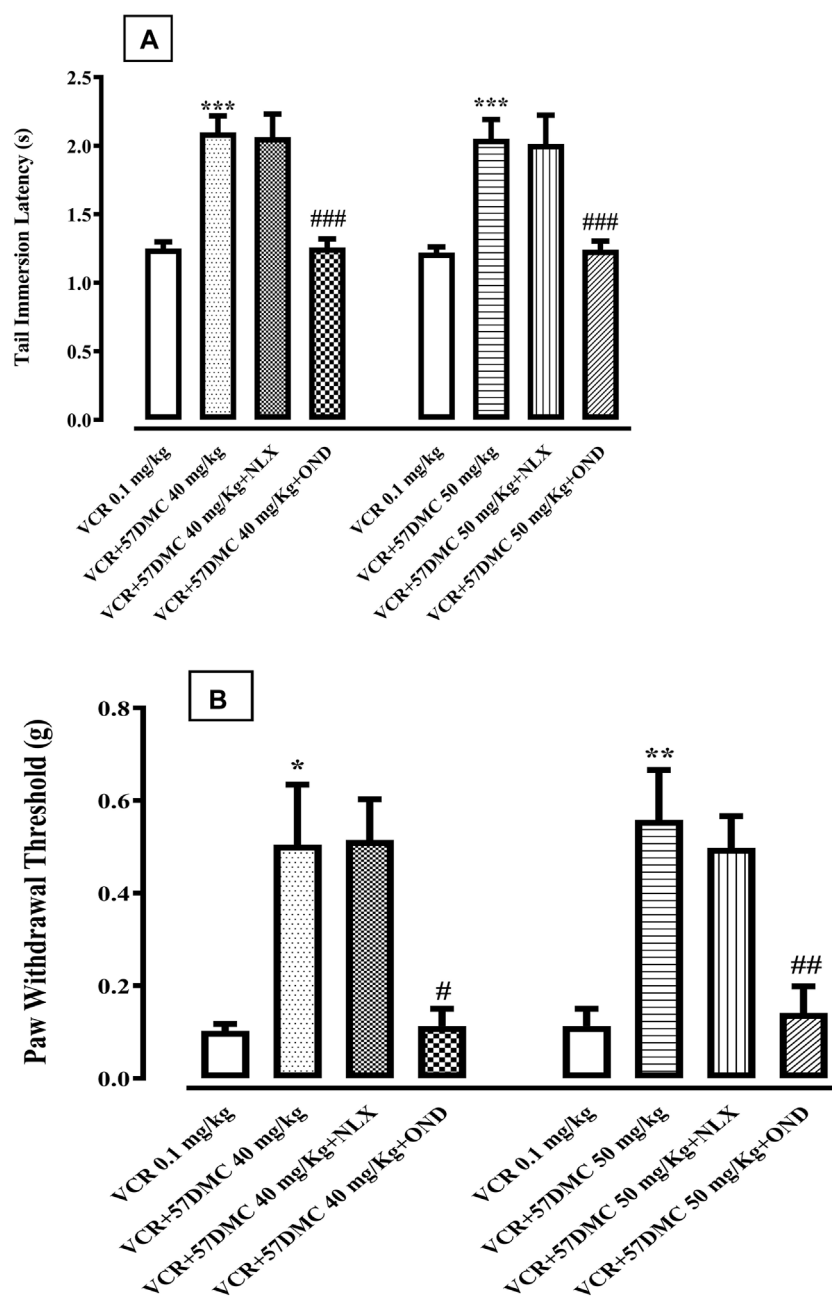 A
Tail Immersion Latency (s)
2.5
2.0
1.5
1.0
0.5
0.0
***
###
***
###
VCR 0.1 mg/kg
VCR+57DMC 40 mg/kg
VCR+57DMC 40 mg/Kg+NLX
VCR+57DMC 40 mg/Kg+OND
VCR 0.1 mg/kg
VCR+57DMC 50 mg/kg
VCR+57DMC 50 mg/Kg+NLX
VCR+57DMC 50 mg/Kg+OND
B
Paw Withdrawal Threshold (g)
0.8
0.6
0.4
0.2
0.0
*
#
**
##
VCR 0.1 mg/kg
VCR+57DMC 40 mg/kg
VCR+57DMC 40 mg/Kg+NLX
VCR+57DMC 40 mg/Kg+OND
VCR 0.1 mg/kg
VCR+57DMC 50 mg/kg
VCR+57DMC 50 mg/Kg+NLX
VCR+57DMC 50 mg/Kg+OND